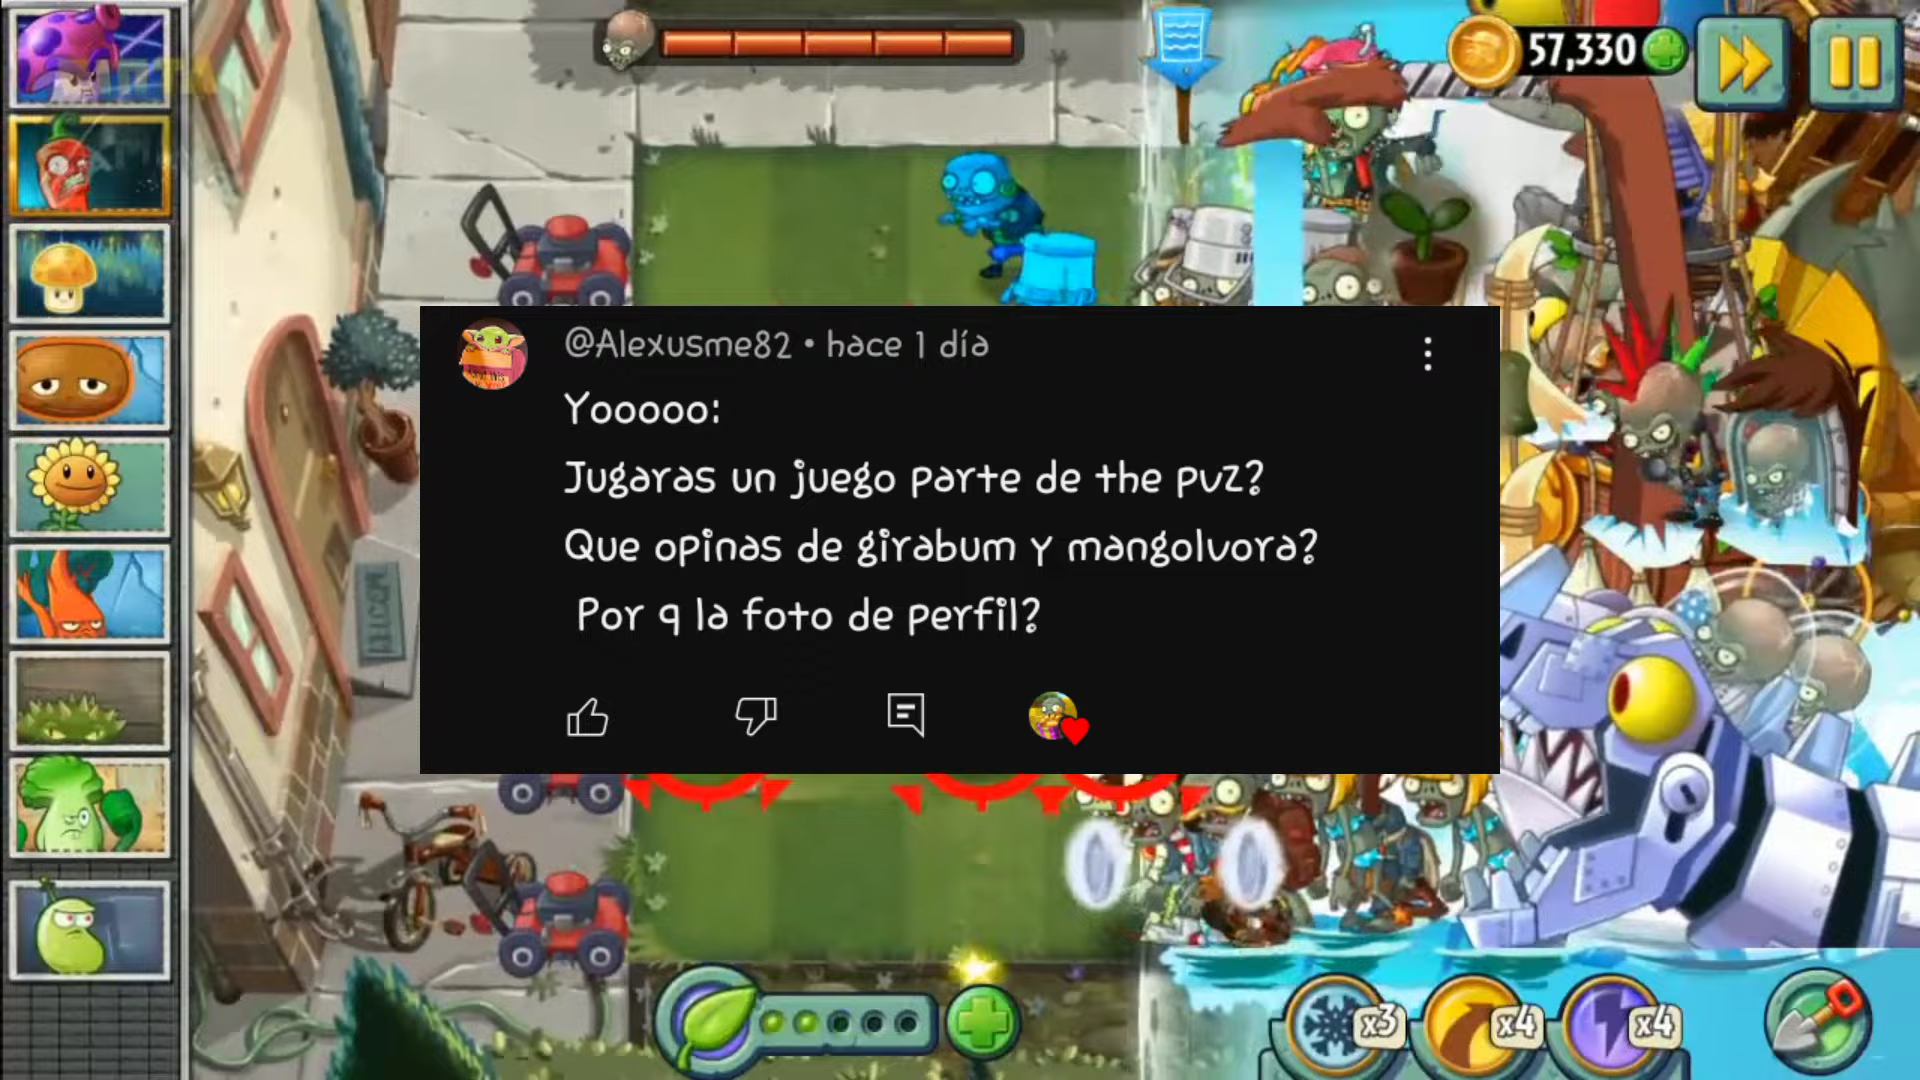 57,330
@Alexusme82 • hace 1 día
Yooooo:
Jugaras un juego parte de the pvz?
Que opinas de girabum y mangolvora?
Por q la foto de perfil?
x3
x4
x4